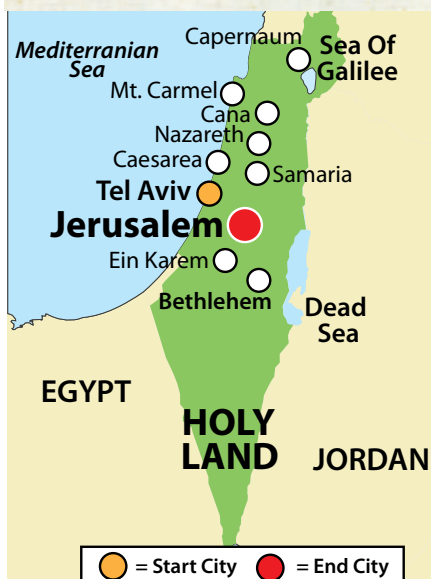 Capernaum
Mediterranean
Sea
Sea Of
Galilee
Mt. Carmel
Cana
Nazareth
Caesarea
Samaria
Tel Aviv
Jerusalem
Ein Karem
Bethlehem
Dead
Sea
EGYPT
HOLY
LAND
JORDAN
= Start City = End City